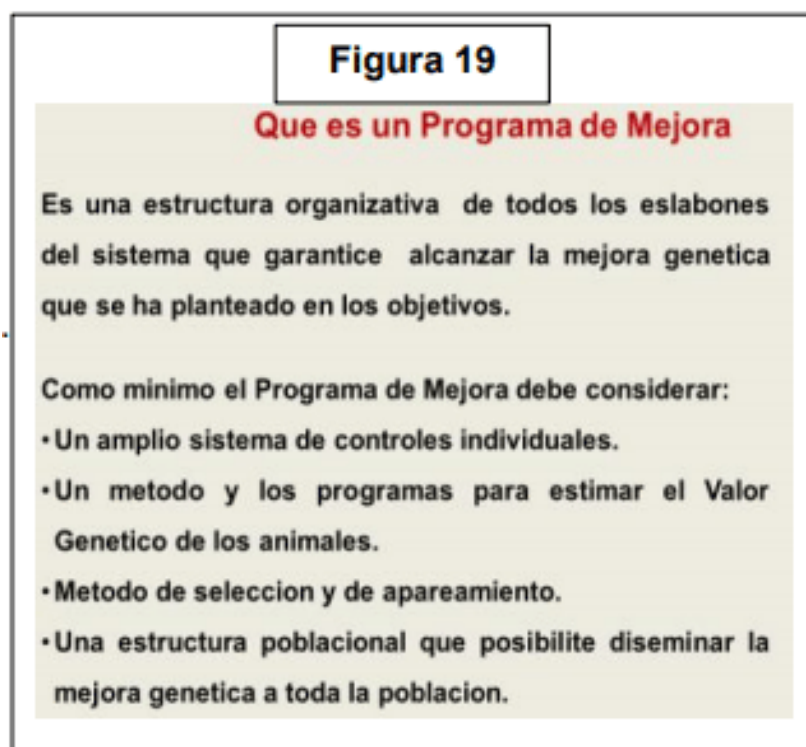 Figura 19
Que es un Programa de Mejora
Es una estructura organizativa de todos los eslabones
del sistema que garantice alcanzar la mejora genetica
que se ha planteado en los objetivos.
Como minimo el Programa de Mejora debe considerar:
•Un amplio sistema de controles individuales.
•Un metodo y los programas para estimar el Valor
Genetico de los animales.
•Metodo de seleccion y de apareamiento.
•Una estructura poblacional que posibilite diseminar la
mejora genetica a toda la poblacion.